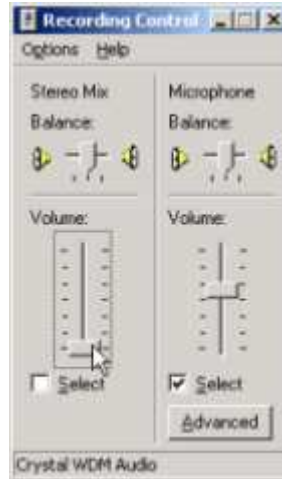 Recording Control
Options Help
Stereo Mix
Balance:
Volume:
Select
Microphone
Balance:
Volume:
Select
Advanced
Crystal WDM Audio